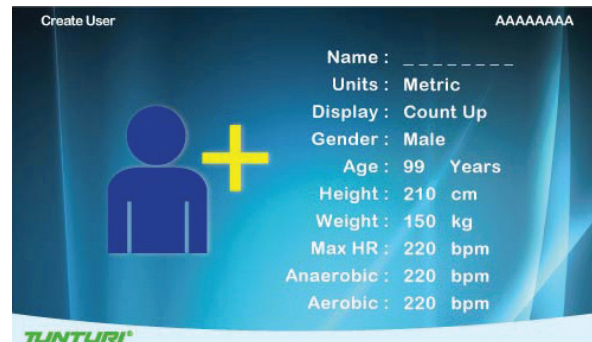 Create User
AAAAAAAA
Name : _ _ _ _ _ _ _ _
Units : Metric
Display : Count Up
Gender : Male
Age : 99 Years
Height : 210 cm
Weight : 150 kg
Max HR : 220 bpm
Anaerobic : 220 bpm
Aerobic : 220 bpm
TUNTURI®